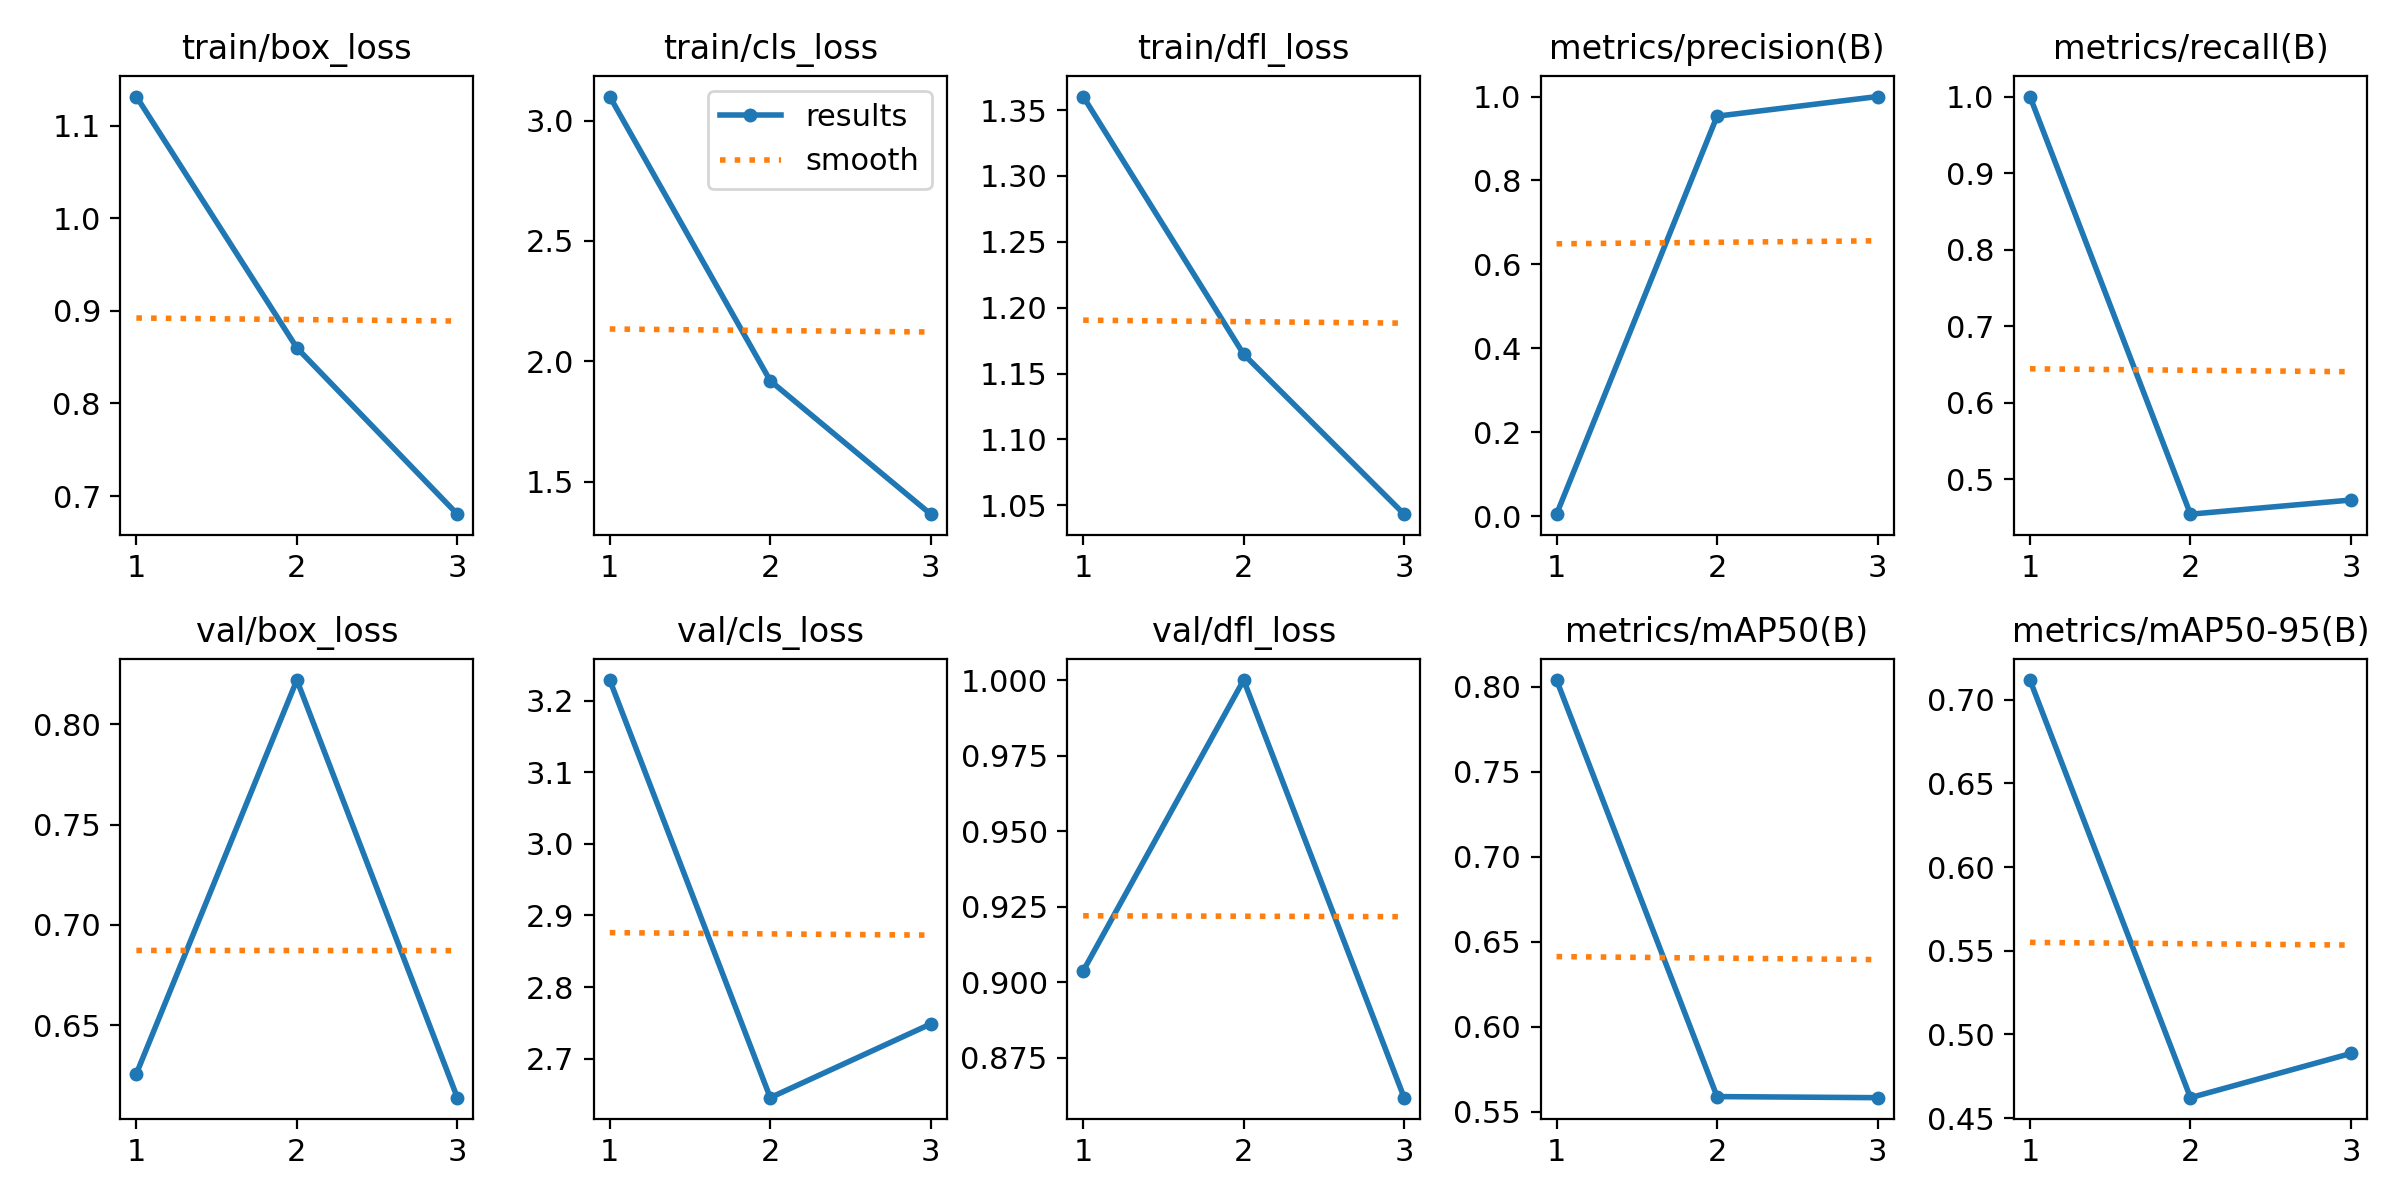 train/box_loss
1.1
1.0
0.9
0.8
0.7
1 2 3
train/cls_loss
results
smooth
3.0
2.5
2.0
1.5
1 2 3
train/dfl_loss
1.35
1.30
1.25
1.20
1.15
1.10
1.05
1 2 3
metrics/precision(B)
1.0
0.8
0.6
0.4
0.2
0.0
1 2 3
metrics/recall(B)
1.0
0.9
0.8
0.7
0.6
0.5
1 2 3
val/box_loss
0.80
0.75
0.70
0.65
1 2 3
val/cls_loss
3.2
3.1
3.0
2.9
2.8
2.7
1 2 3
val/dfl_loss
1.000
0.975
0.950
0.925
0.900
0.875
1 2 3
metrics/mAP50(B)
0.80
0.75
0.70
0.65
0.60
0.55
1 2 3
metrics/mAP50-95(B)
0.70
0.65
0.60
0.55
0.50
0.45
1 2 3